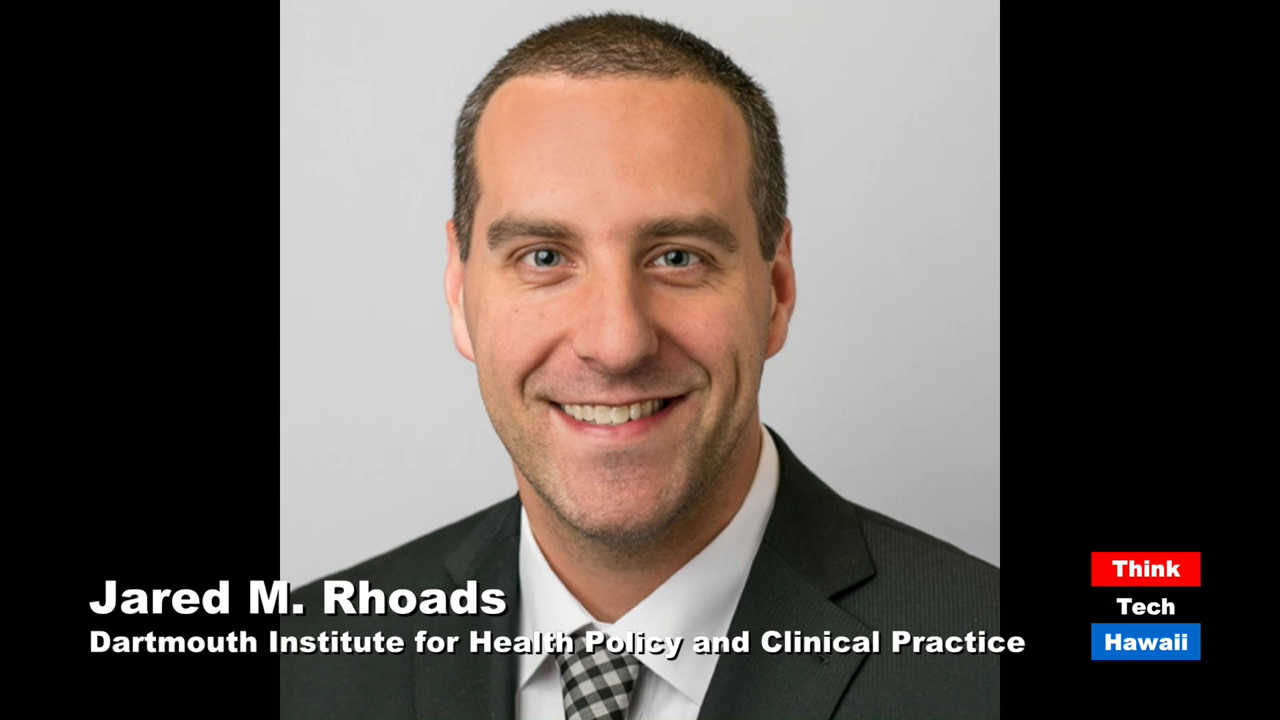 Jared M. Rhoads
Dartmouth Institute for Health Policy and Clinical Practice
Think
Tech
Hawaii